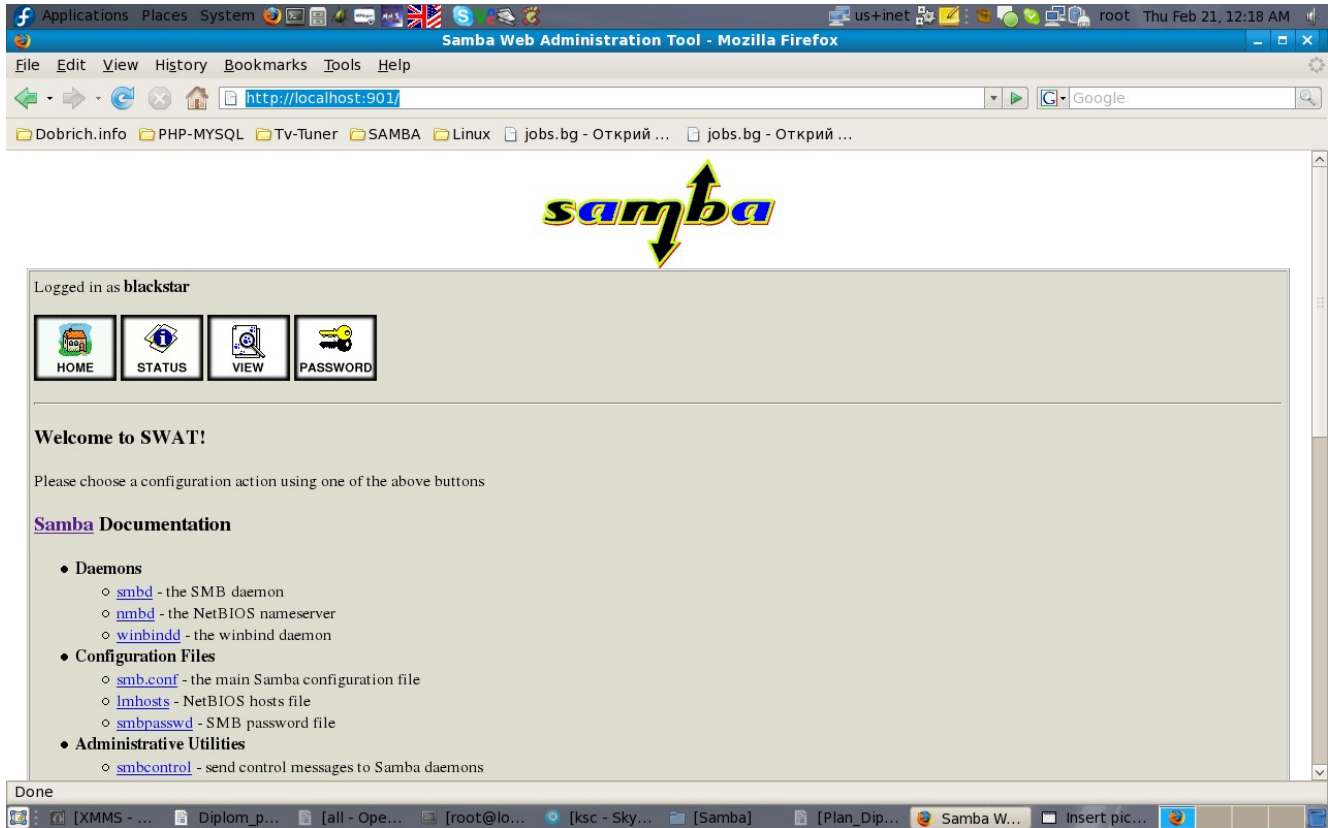 Applications Places System us+inet root Thu Feb 21, 12:18 AM
Samba Web Administration Tool - Mozilla Firefox
File Edit View History Bookmarks Tools Help
http://localhost:901/ G Google
Dobrich.info PHP-MYSQL Tv-Tuner SAMBA Linux jobs.bg - Открий ... jobs.bg - Открий ...
samba
Logged in as blackstar
HOME STATUS VIEW PASSWORD
Welcome to SWAT!
Please choose a configuration action using one of the above buttons
Samba Documentation
Daemons
smbd - the SMB daemon
nmbd - the NetBIOS nameserver
winbindd - the winbind daemon
Configuration Files
smb.conf - the main Samba configuration file
lmhosts - NetBIOS hosts file
smbpasswd - SMB password file
Administrative Utilities
smbcontrol - send control messages to Samba daemons
Done
[XMMS - ... Diplom_p... [all - Ope... [root@lo... [ksc - Sky... [Samba] [Plan_Dip... Samba W... Insert pic...